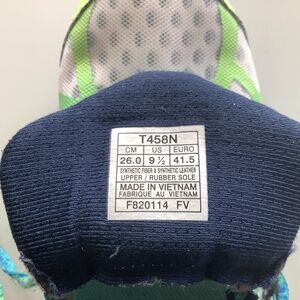 T458N
CM US EURO
26.0 9 ½ 41.5
SYNTHETIC FIBER & SYNTHETIC LEATHER
UPPER / RUBBER SOLE
MADE IN VIETNAM
FABRIQUE AU VIETNAM
F820114 FV